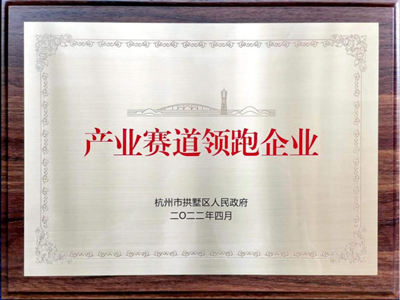 产业赛道领跑企业
杭州市拱墅区人民政府
二〇二二年四月